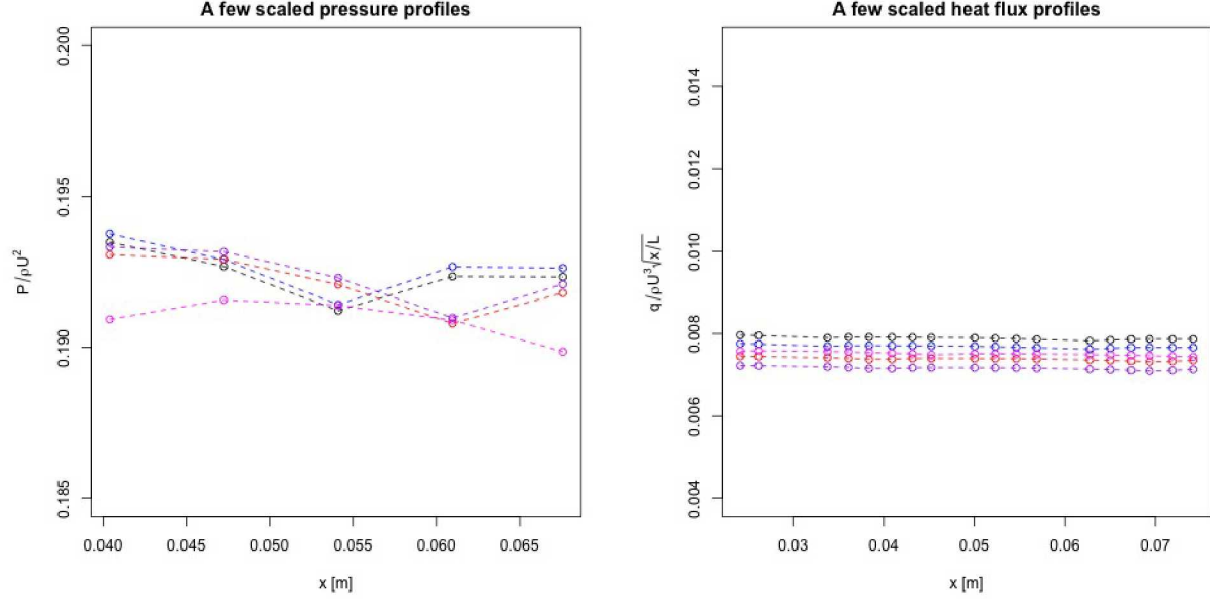 A few scaled pressure profiles
P/ρU²
0.200
0.195
0.190
0.185
0.040 0.045 0.050 0.055 0.060 0.065
x [m]
A few scaled heat flux profiles
q/ρU³√x/L
0.014
0.012
0.010
0.008
0.006
0.004
0.03 0.04 0.05 0.06 0.07
x [m]